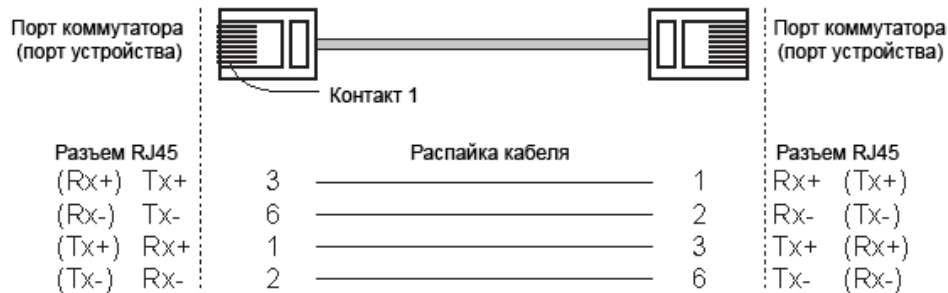 Порт коммутатора
(порт устройства)
Порт коммутатора
(порт устройства)
Контакт 1
Разъем RJ45 Распайка кабеля Разъем RJ45
(Rx+) Tx+ 3 1 Rx+ (Tx+)
(Rx-) Tx- 6 2 Rx- (Tx-)
(Tx+) Rx+ 1 3 Tx+ (Rx+)
(Tx-) Rx- 2 6 Tx- (Rx-)